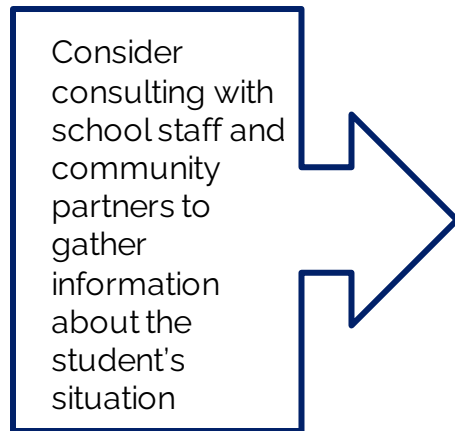 Consider
consulting with
school staff and
community
partners to
gather
information
about the
student’s
situation